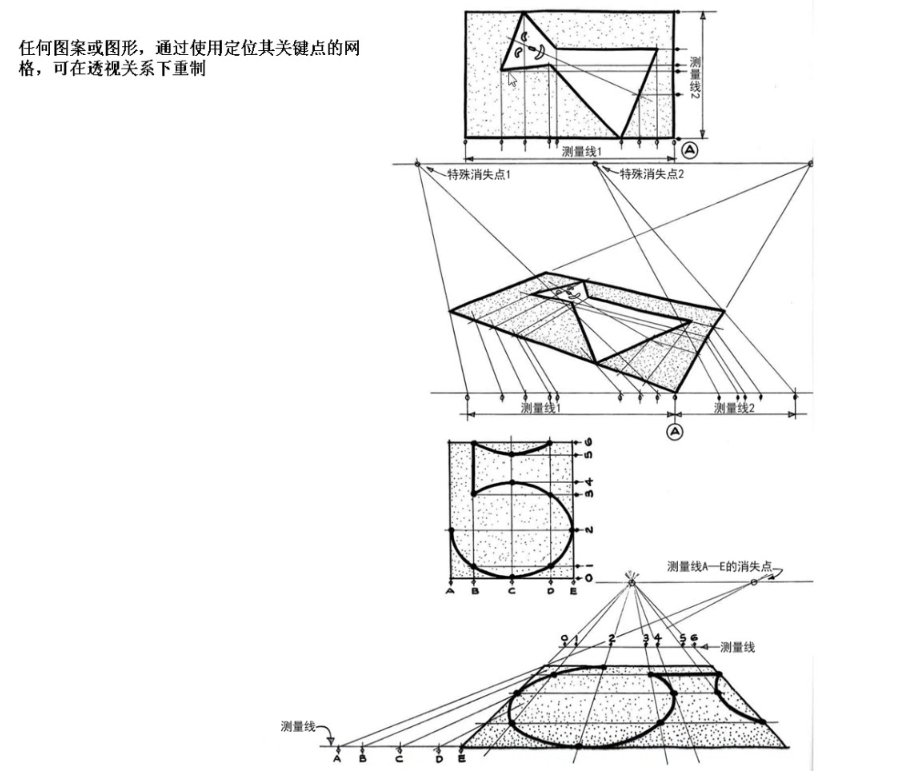 任何图案或图形，通过使用定位其关键点的网
格，可在透视关系下重制
测量线2
测量线1
A
特殊消失点1
特殊消失点2
测量线1
测量线2
A
6
5
4
3
2
1
0
A B C D E
测量线A—E的消失点
0 1 2 3 4 5 6
测量线
测量线
A B C D E